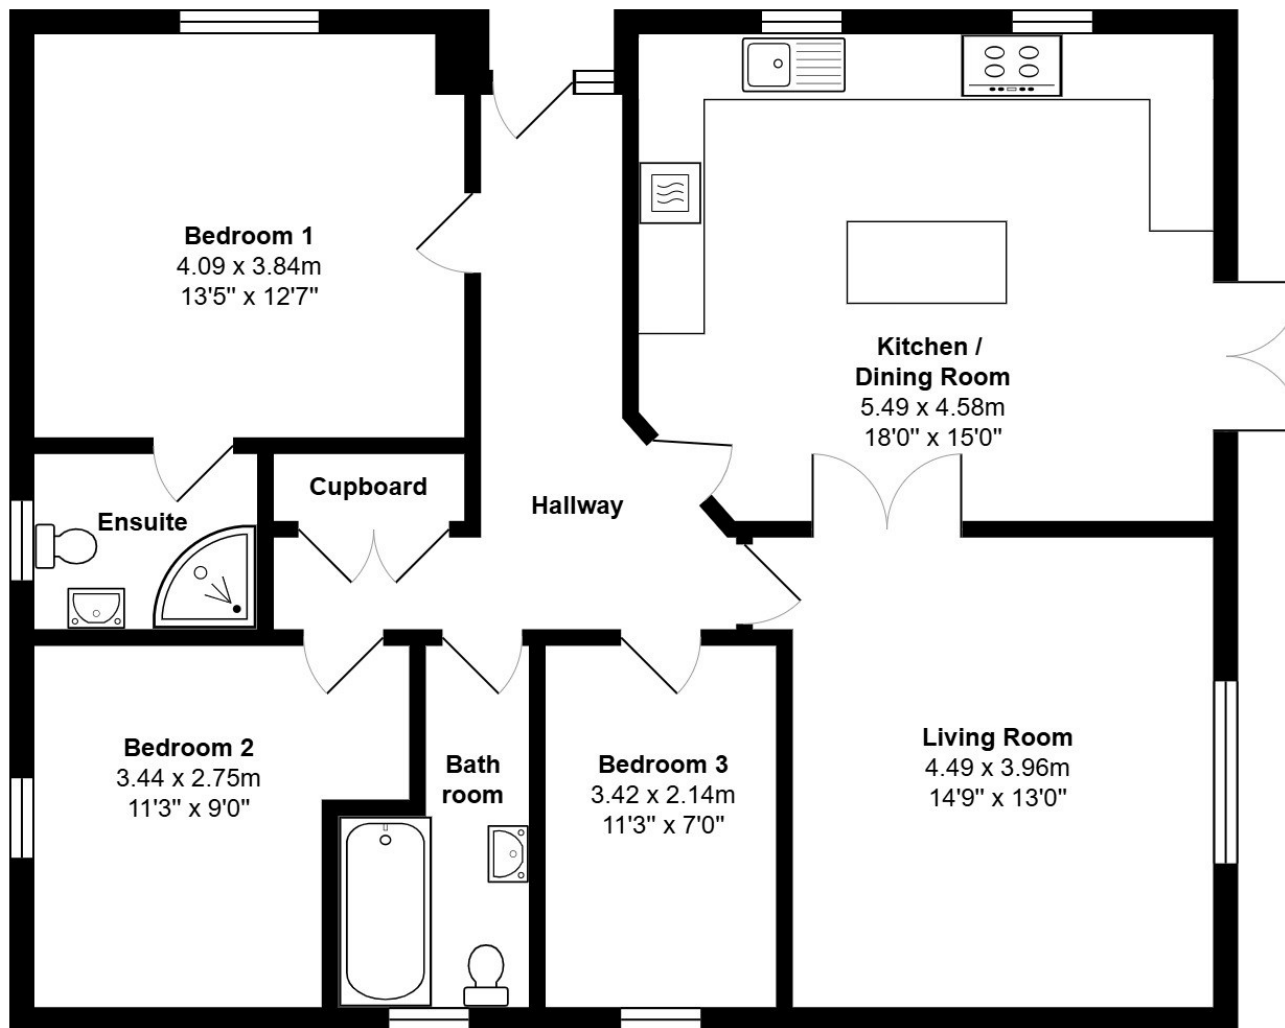 Bedroom 1
4.09 x 3.84m
13'5" x 12'7"
Kitchen /
Dining Room
5.49 x 4.58m
18'0" x 15'0"
Cupboard
Hallway
Ensuite
Bedroom 2
3.44 x 2.75m
11'3" x 9'0"
Bath
room
Bedroom 3
3.42 x 2.14m
11'3" x 7'0"
Living Room
4.49 x 3.96m
14'9" x 13'0"